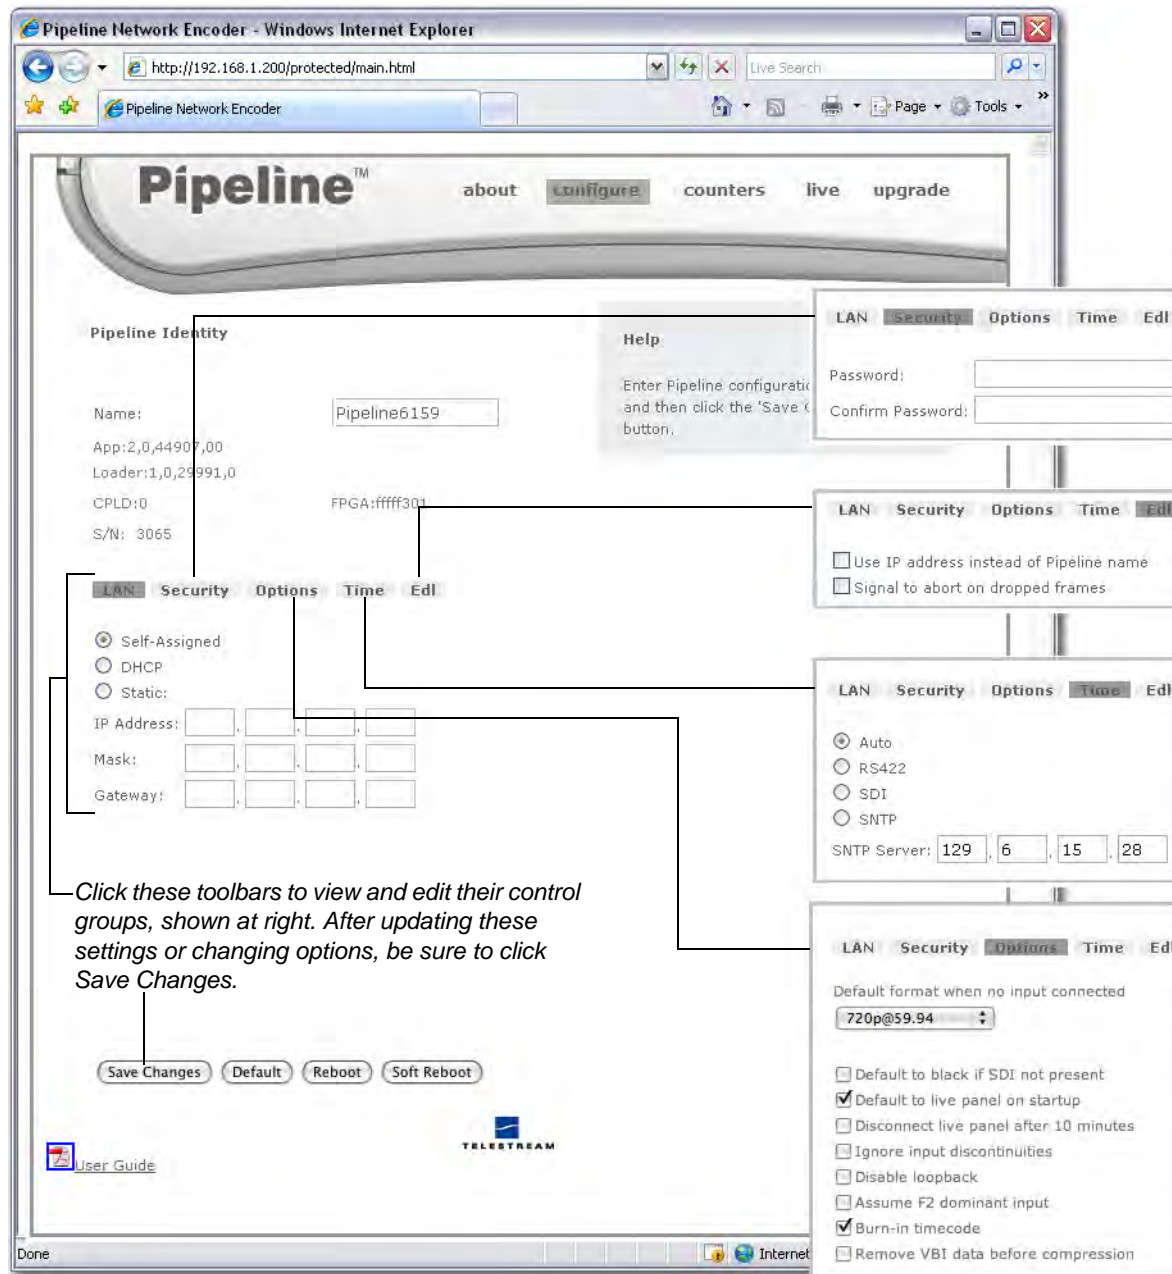 Pipeline Network Encoder - Windows Internet Explorer
http://192.168.1.200/protected/main.html
Live Search
Pipeline Network Encoder
Page
Tools
»
Pipeline™
about configure counters live upgrade
Pipeline Identity
Name: Pipeline6159
App:2,0,44907,00
Loader:1,0,29991,0
CPLD:0 FPGA:fffff301
S/N: 3065
Help
Enter Pipeline configuratio
and then click the 'Save C
button.
LAN Security Options Time Edl
Self-Assigned
DHCP
Static:
IP Address: . . .
Mask: . . .
Gateway: . . .
Click these toolbars to view and edit their control
groups, shown at right. After updating these
settings or changing options, be sure to click
Save Changes.
Save Changes Default Reboot Soft Reboot
TELESTREAM
User Guide
Done
Internet
LAN Security Options Time Edl
Password:
Confirm Password:
LAN Security Options Time Edl
Use IP address instead of Pipeline name
Signal to abort on dropped frames
LAN Security Options Time Edl
Auto
RS422
SDI
SNTP
SNTP Server: 129 . 6 . 15 . 28
LAN Security Options Time Edl
Default format when no input connected
720p@59.94
Default to black if SDI not present
Default to live panel on startup
Disconnect live panel after 10 minutes
Ignore input discontinuities
Disable loopback
Assume F2 dominant input
Burn-in timecode
Remove VBI data before compression